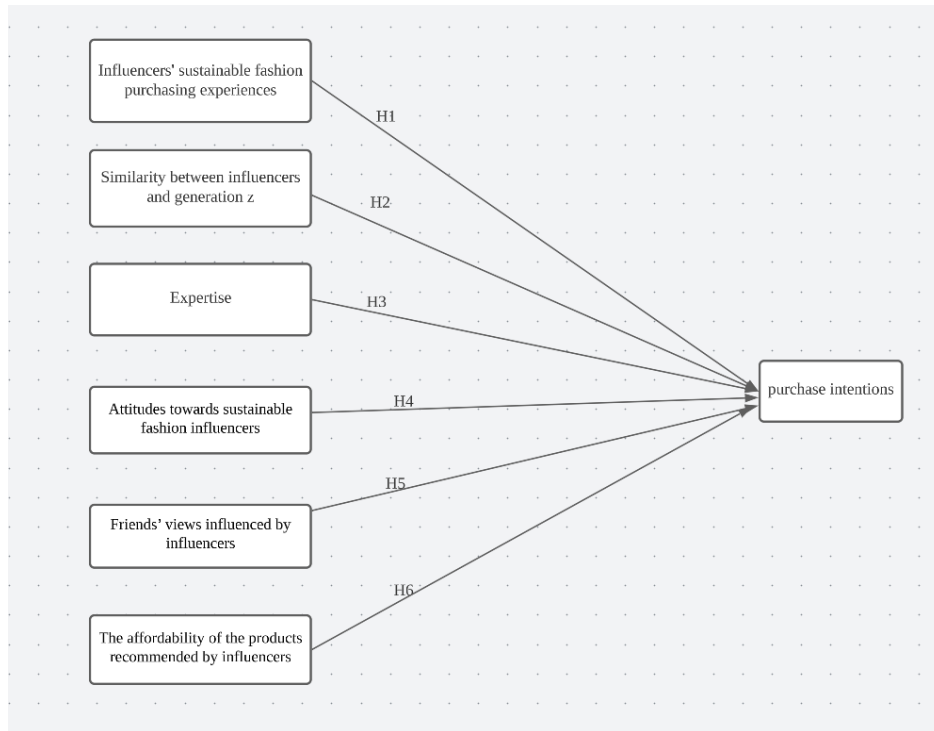 Influencers' sustainable fashion
purchasing experiences
H1
Similarity between influencers
and generation z
H2
Expertise
H3
purchase intentions
Attitudes towards sustainable
fashion influencers
H4
Friends’ views influenced by
influencers
H5
The affordability of the products
recommended by influencers
H6